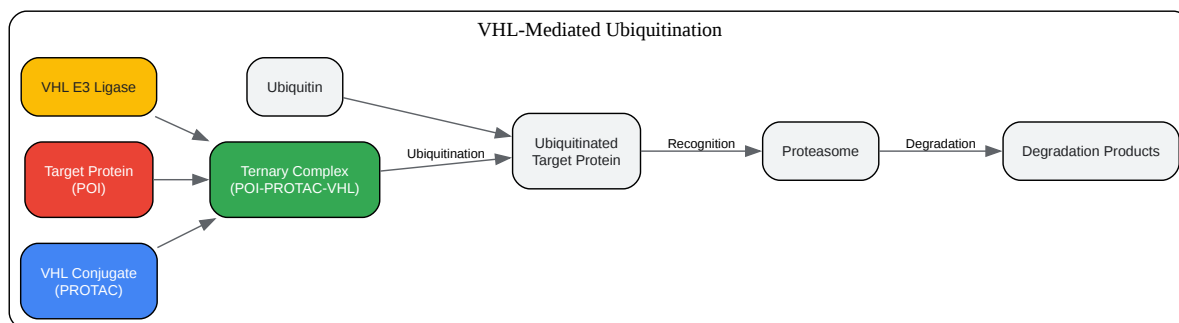 VHL-Mediated Ubiquitination
VHL E3 Ligase
Ubiquitin
Target Protein
(POI)
Ternary Complex
(POI-PROTAC-VHL)
Ubiquitination
Ubiquitinated
Target Protein
Recognition
Proteasome
Degradation
Degradation Products
VHL Conjugate
(PROTAC)